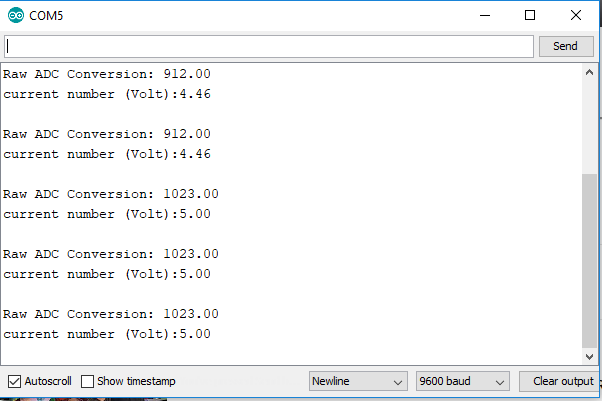 COM5
Send
Raw ADC Conversion: 912.00
current number (Volt):4.46
Raw ADC Conversion: 912.00
current number (Volt):4.46
Raw ADC Conversion: 1023.00
current number (Volt):5.00
Raw ADC Conversion: 1023.00
current number (Volt):5.00
Raw ADC Conversion: 1023.00
current number (Volt):5.00
Autoscroll Show timestamp Newline 9600 baud Clear output